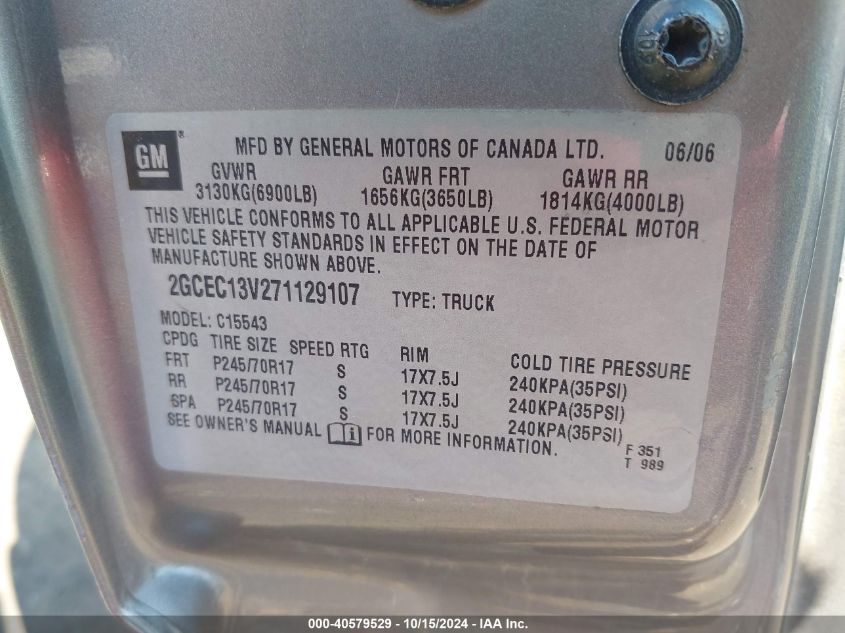 GM ® MFD BY GENERAL MOTORS OF CANADA LTD. 06/06
GVWR GAWR FRT GAWR RR
3130KG(6900LB) 1656KG(3650LB) 1814KG(4000LB)
THIS VEHICLE CONFORMS TO ALL APPLICABLE U.S. FEDERAL MOTOR
VEHICLE SAFETY STANDARDS IN EFFECT ON THE DATE OF
MANUFACTURE SHOWN ABOVE.
2GCEC13V271129107 TYPE: TRUCK
MODEL: C15543
CPDG TIRE SIZE SPEED RTG RIM COLD TIRE PRESSURE
FRT P245/70R17 S 17X7.5J 240KPA(35PSI)
RR P245/70R17 S 17X7.5J 240KPA(35PSI)
SPA P245/70R17 S 17X7.5J 240KPA(35PSI)
SEE OWNER'S MANUAL FOR MORE INFORMATION.
F 351
T 989
000-40579529 - 10/15/2024 - IAA Inc.